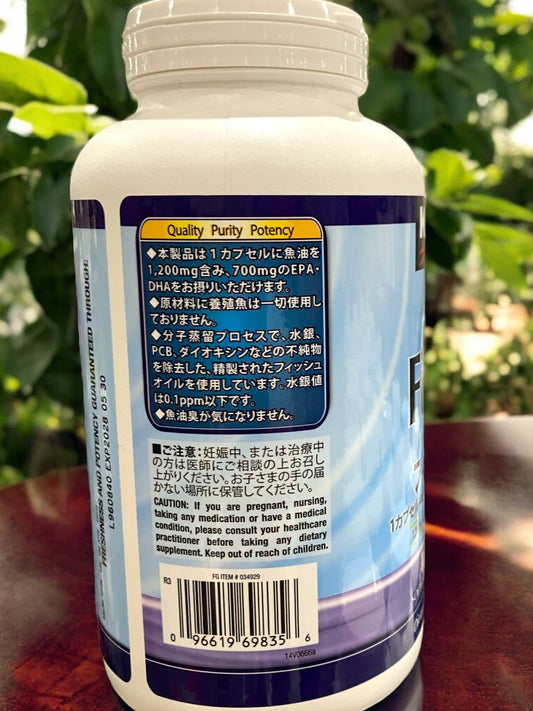 FRESHNESS AND POTENCY GUARANTEED THROUGH:
L960840 EXP2028 05 30
Quality Purity Potency
◆本製品は1カプセルに魚油を
1,200mg含み、700mgのEPA・
DHAをお摂りいただけます。
◆原材料に養殖魚は一切使用し
ておりません。
◆分子蒸留プロセスで、水銀、
PCB、ダイオキシンなどの不純物
を除去した、精製されたフィッシュ
オイルを使用しています。水銀値
は0.1ppm以下です。
◆魚油臭が気になりません。
■ご注意:妊娠中、または治療中
の方は医師にご相談の上お召し
上がりください。お子さまの手の届
かない場所に保管してください。
CAUTION: If you are pregnant, nursing,
taking any medication or have a medical
condition, please consult your healthcare
practitioner before taking any dietary
supplement. Keep out of reach of children.
FG ITEM # 034929
R3
0 96619 69835 6
14V0666a
F
1カプセル